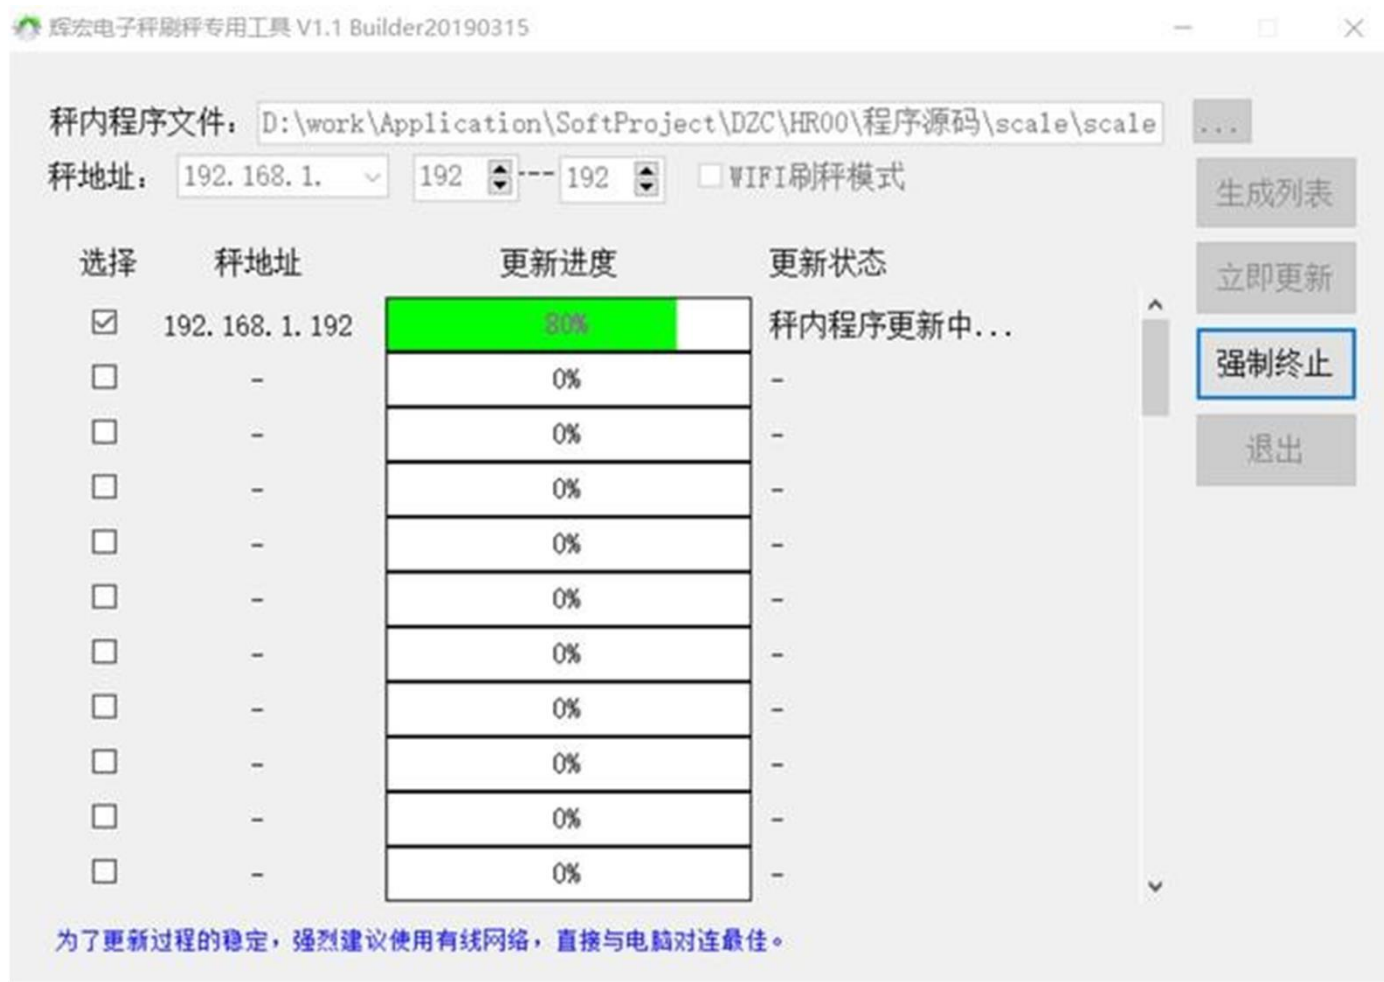 辉宏电子秤刷秤专用工具 V1.1 Builder20190315
秤内程序文件： D:\work\Application\SoftProject\DZC\HR00\程序源码\scale\scale ...
秤地址： 192.168.1. 192 --- 192 WIFI刷秤模式
生成列表
选择 秤地址 更新进度 更新状态
立即更新
192.168.1.192 80% 秤内程序更新中...
强制终止
- 0% -
- 0% -
退出
- 0% -
- 0% -
- 0% -
- 0% -
- 0% -
- 0% -
- 0% -
- 0% -
为了更新过程的稳定，强烈建议使用有线网络，直接与电脑对连最佳。